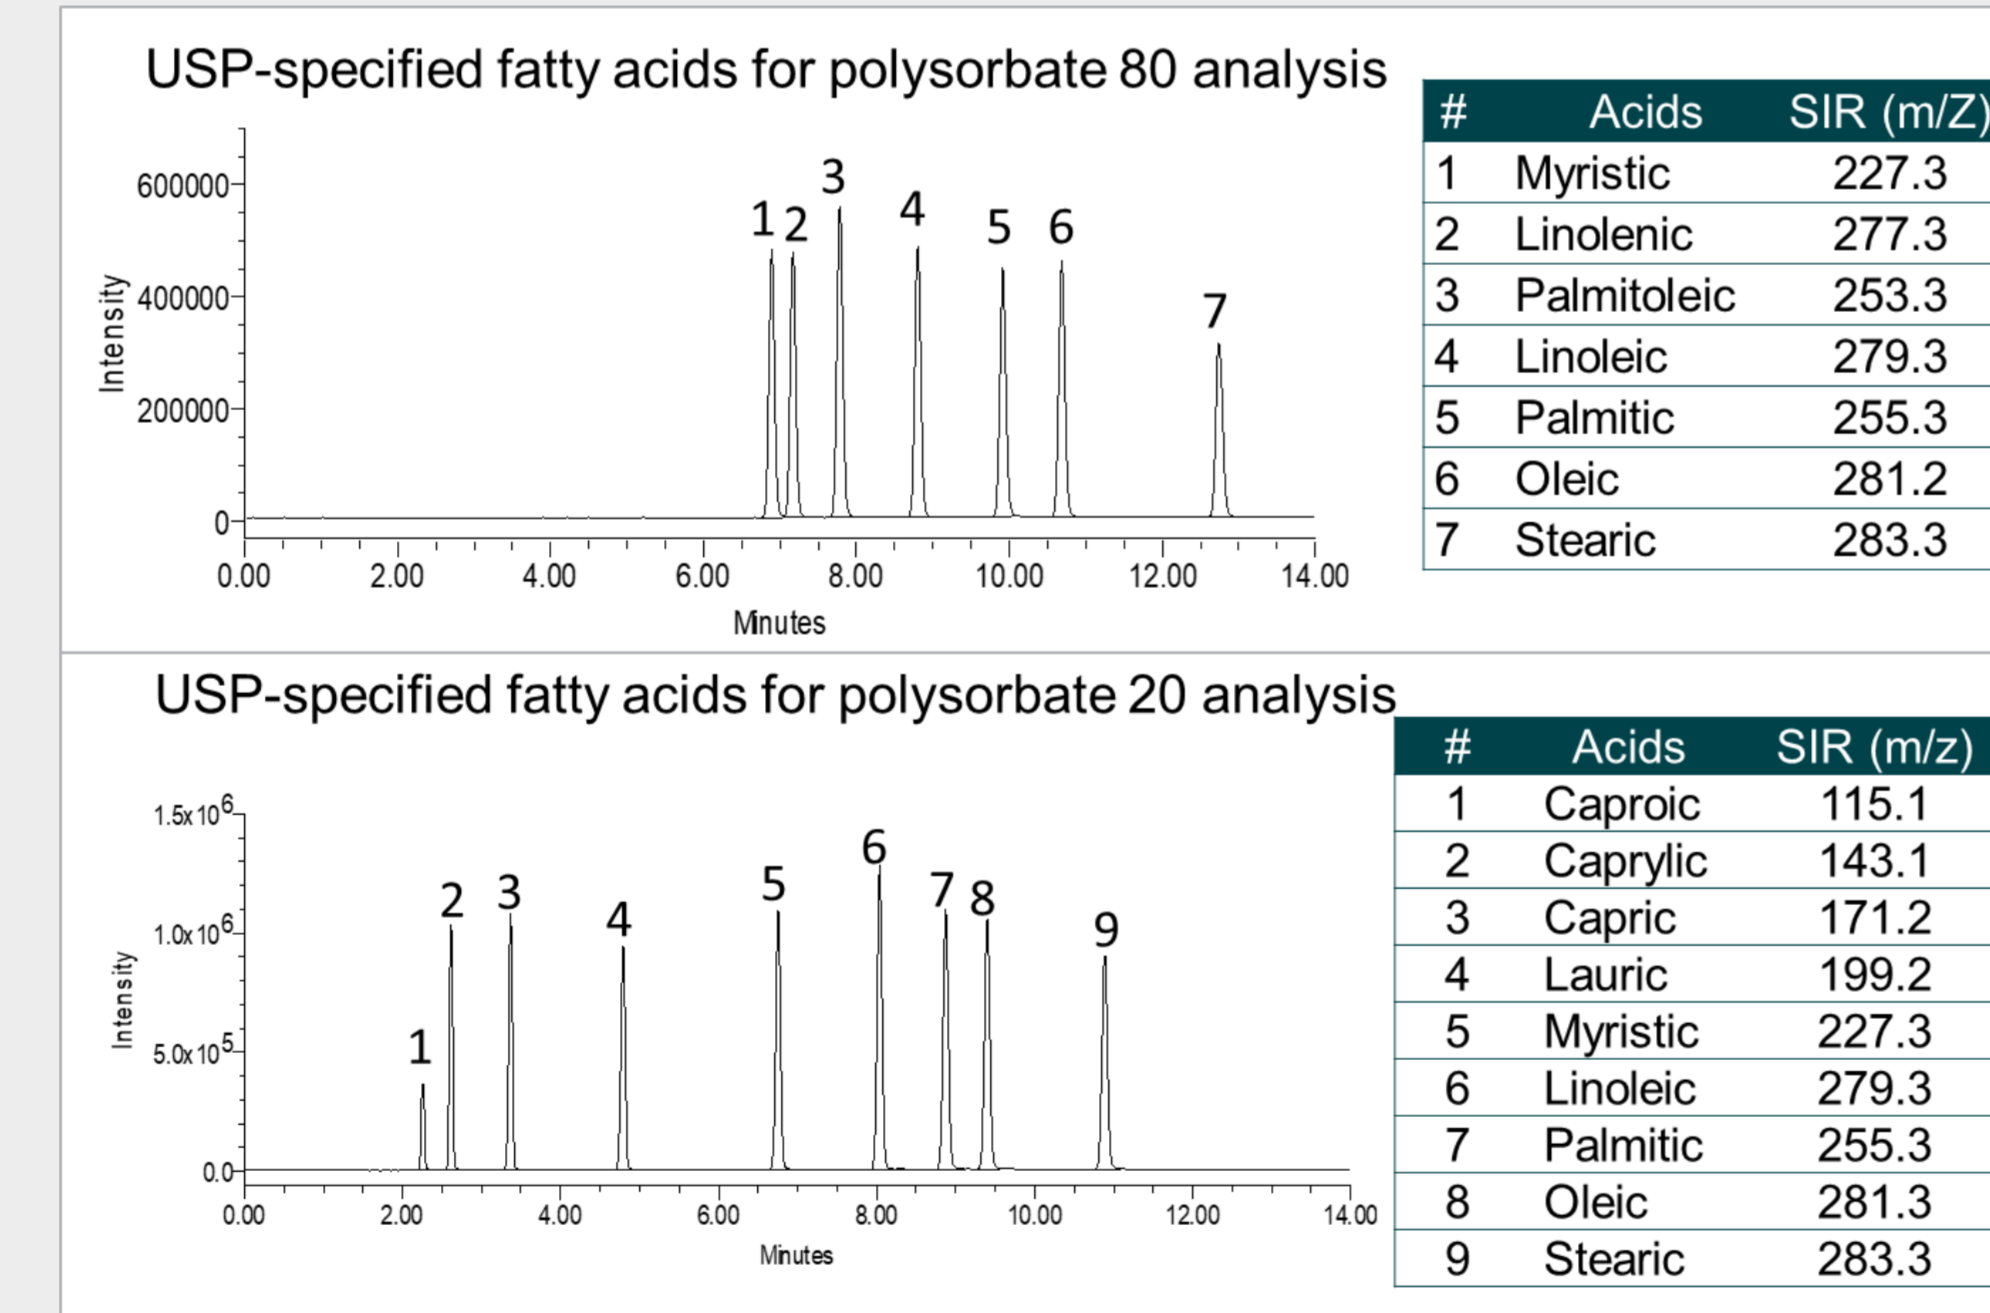 USP-specified fatty acids for polysorbate 80 analysis
# Acids SIR (m/Z)
1 Myristic 227.3
2 Linolenic 277.3
3 Palmitoleic 253.3
4 Linoleic 279.3
5 Palmitic 255.3
6 Oleic 281.2
7 Stearic 283.3
Intensity
600000
400000
200000
0
1 2 3 4 5 6 7
0.00 2.00 4.00 6.00 8.00 10.00 12.00 14.00
Minutes
USP-specified fatty acids for polysorbate 20 analysis
# Acids SIR (m/z)
1 Caproic 115.1
2 Caprylic 143.1
3 Capric 171.2
4 Lauric 199.2
5 Myristic 227.3
6 Linoleic 279.3
7 Palmitic 255.3
8 Oleic 281.3
9 Stearic 283.3
Intensity
1.5x10⁶
1.0x10⁶
5.0x10⁵
0.0
1 2 3 4 5 6 7 8 9
0.00 2.00 4.00 6.00 8.00 10.00 12.00 14.00
Minutes